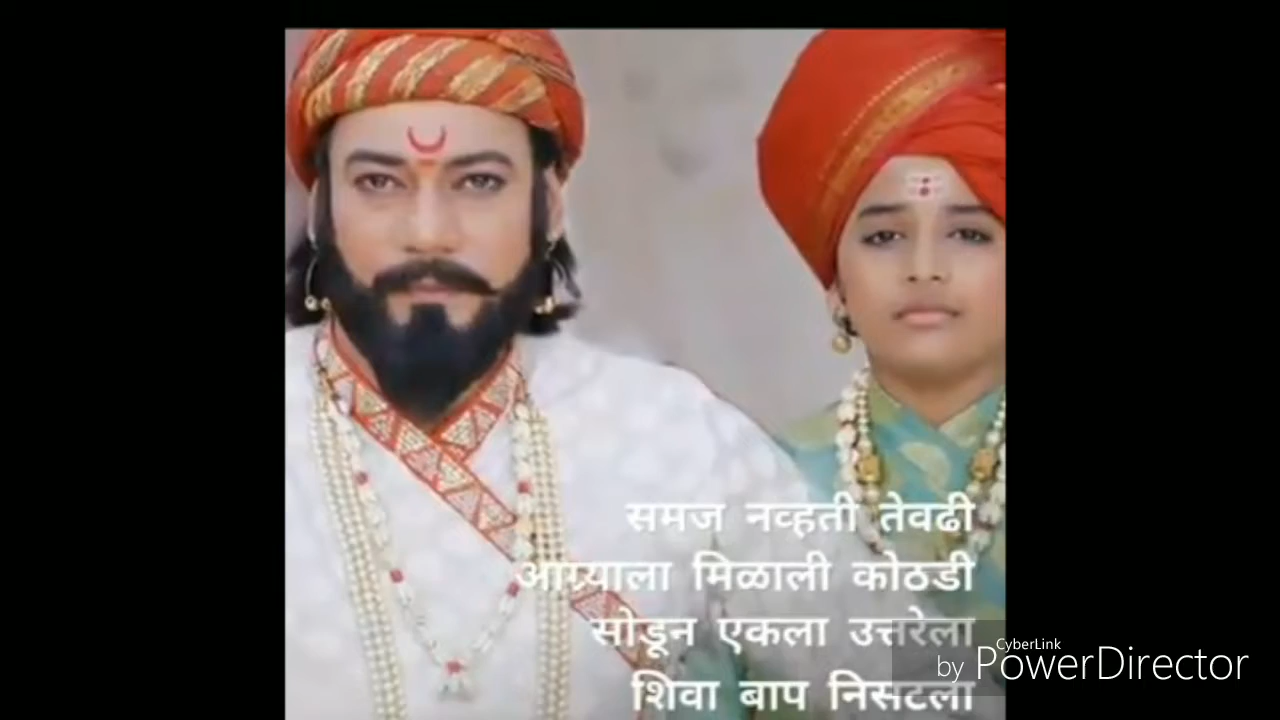 समज नव्हती तेवढी
आग्र्याला मिळाली कोठडी
सोडून एकला उत्तरेला
शिवा बाप निसटला
CyberLink
by PowerDirector